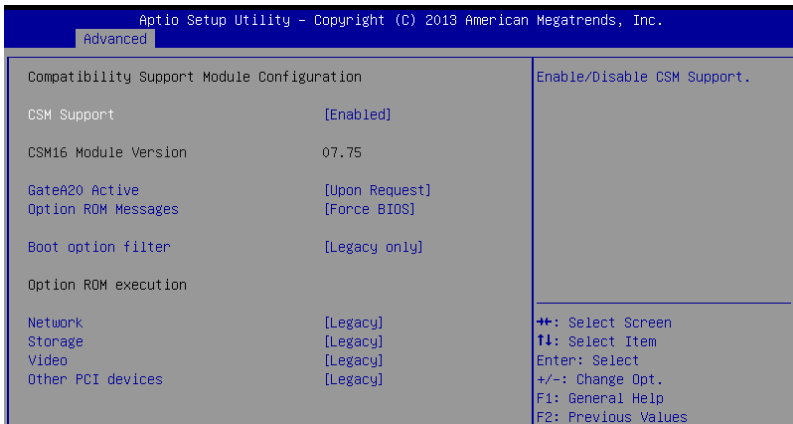 Aptio Setup Utility – Copyright (C) 2013 American Megatrends, Inc.
Advanced
Compatibility Support Module Configuration
Enable/Disable CSM Support.
CSM Support [Enabled]
CSM16 Module Version 07.75
GateA20 Active [Upon Request]
Option ROM Messages [Force BIOS]
Boot option filter [Legacy only]
Option ROM execution
Network [Legacy]
Storage [Legacy]
Video [Legacy]
Other PCI devices [Legacy]
→←: Select Screen
↑↓: Select Item
Enter: Select
+/-: Change Opt.
F1: General Help
F2: Previous Values